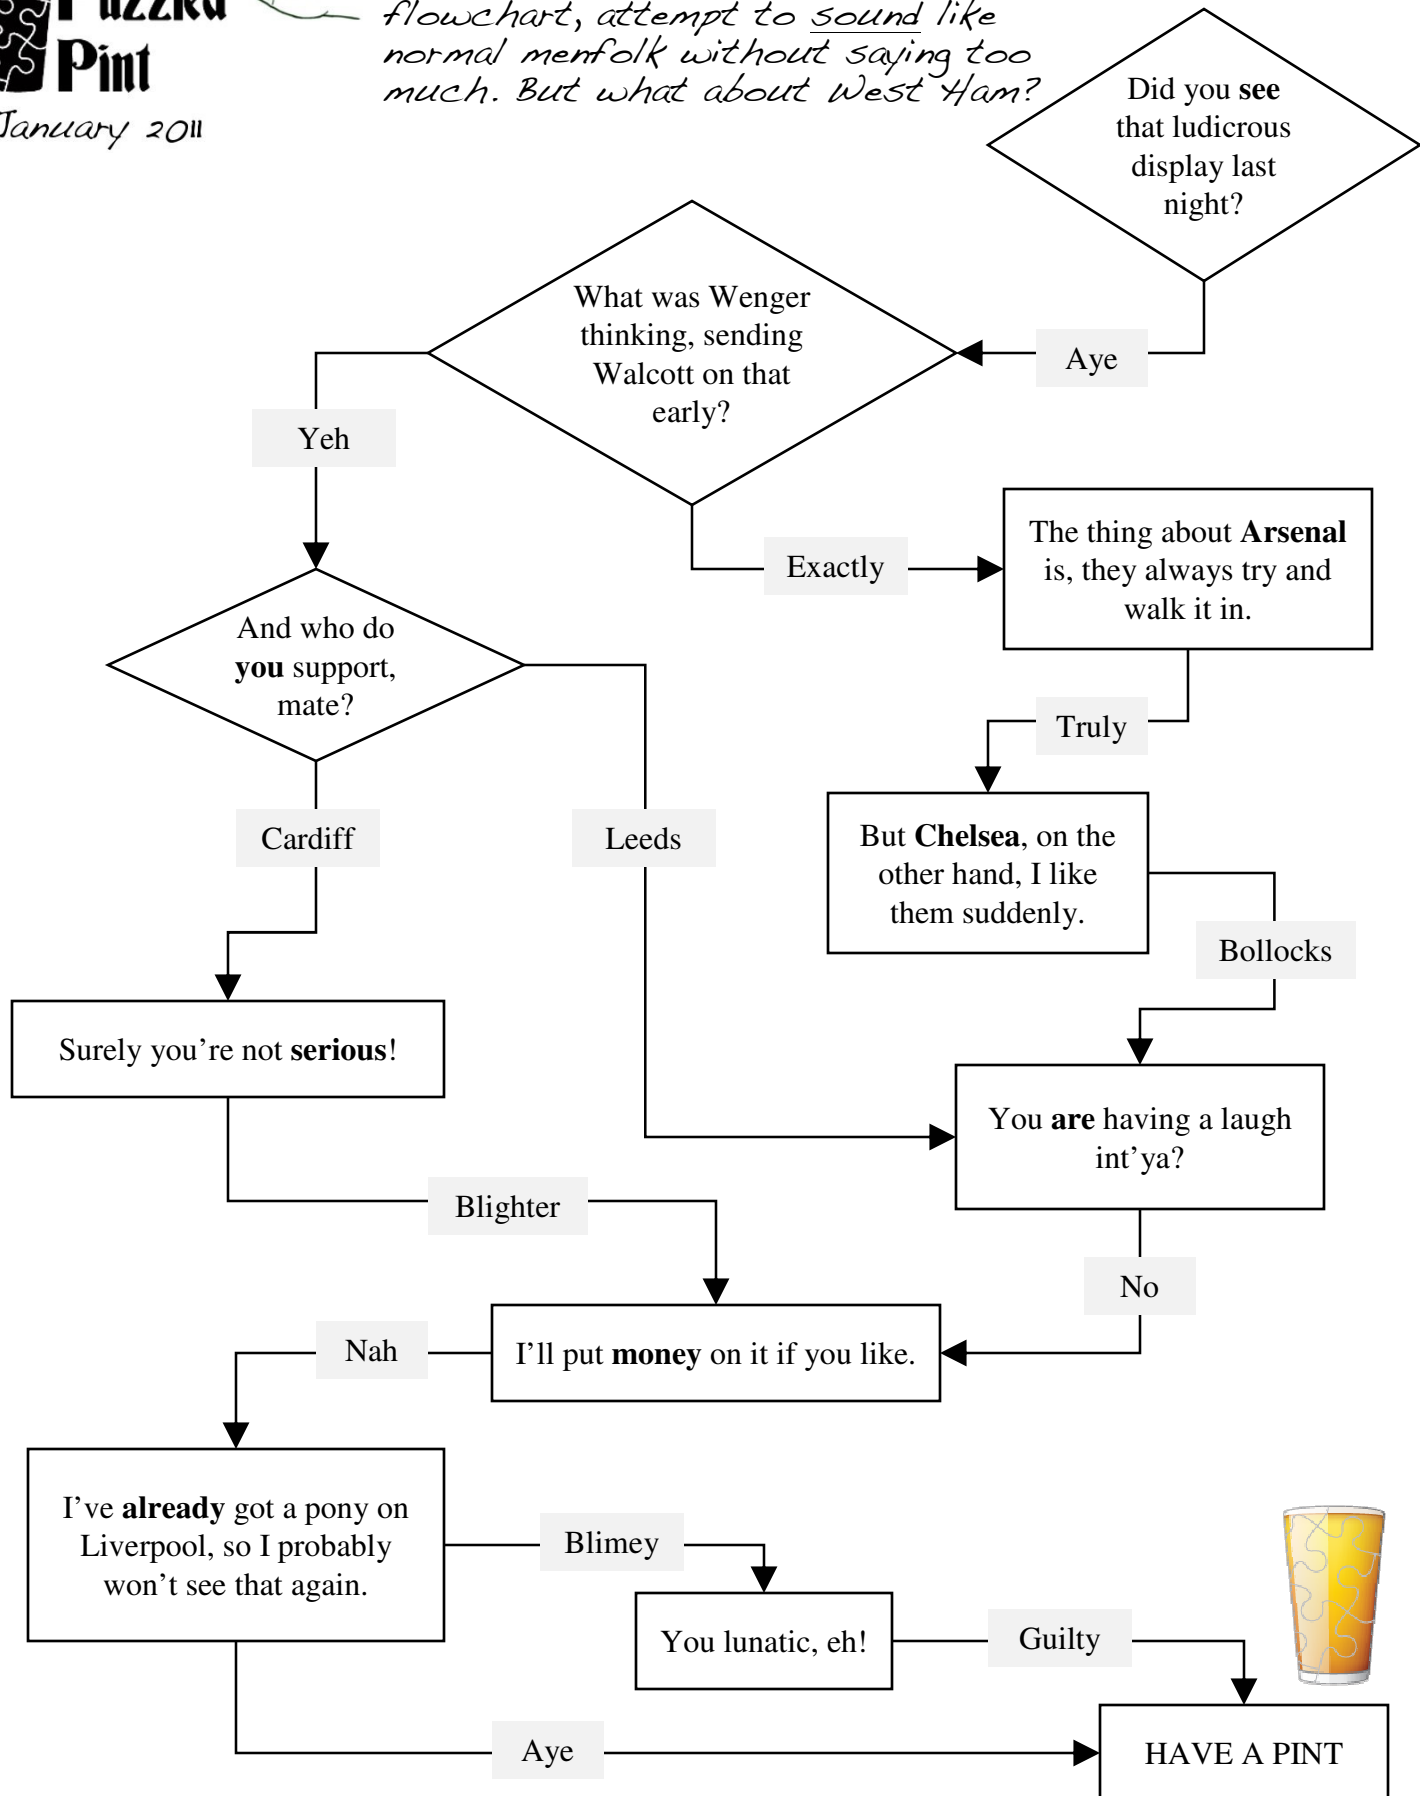 Puzzled
Pint
January 2011
flowchart, attempt to sound like
normal menfolk without saying too
much. But what about West Ham?
Did you see
that ludicrous
display last
night?
Aye
What was Wenger
thinking, sending
Walcott on that
early?
Yeh
Exactly
The thing about Arsenal
is, they always try and
walk it in.
And who do
you support,
mate?
Truly
Cardiff
Leeds
But Chelsea, on the
other hand, I like
them suddenly.
Bollocks
Surely you're not serious!
You are having a laugh
int'ya?
Blighter
No
Nah
I'll put money on it if you like.
I've already got a pony on
Liverpool, so I probably
won't see that again.
Blimey
You lunatic, eh!
Guilty
Aye
HAVE A PINT